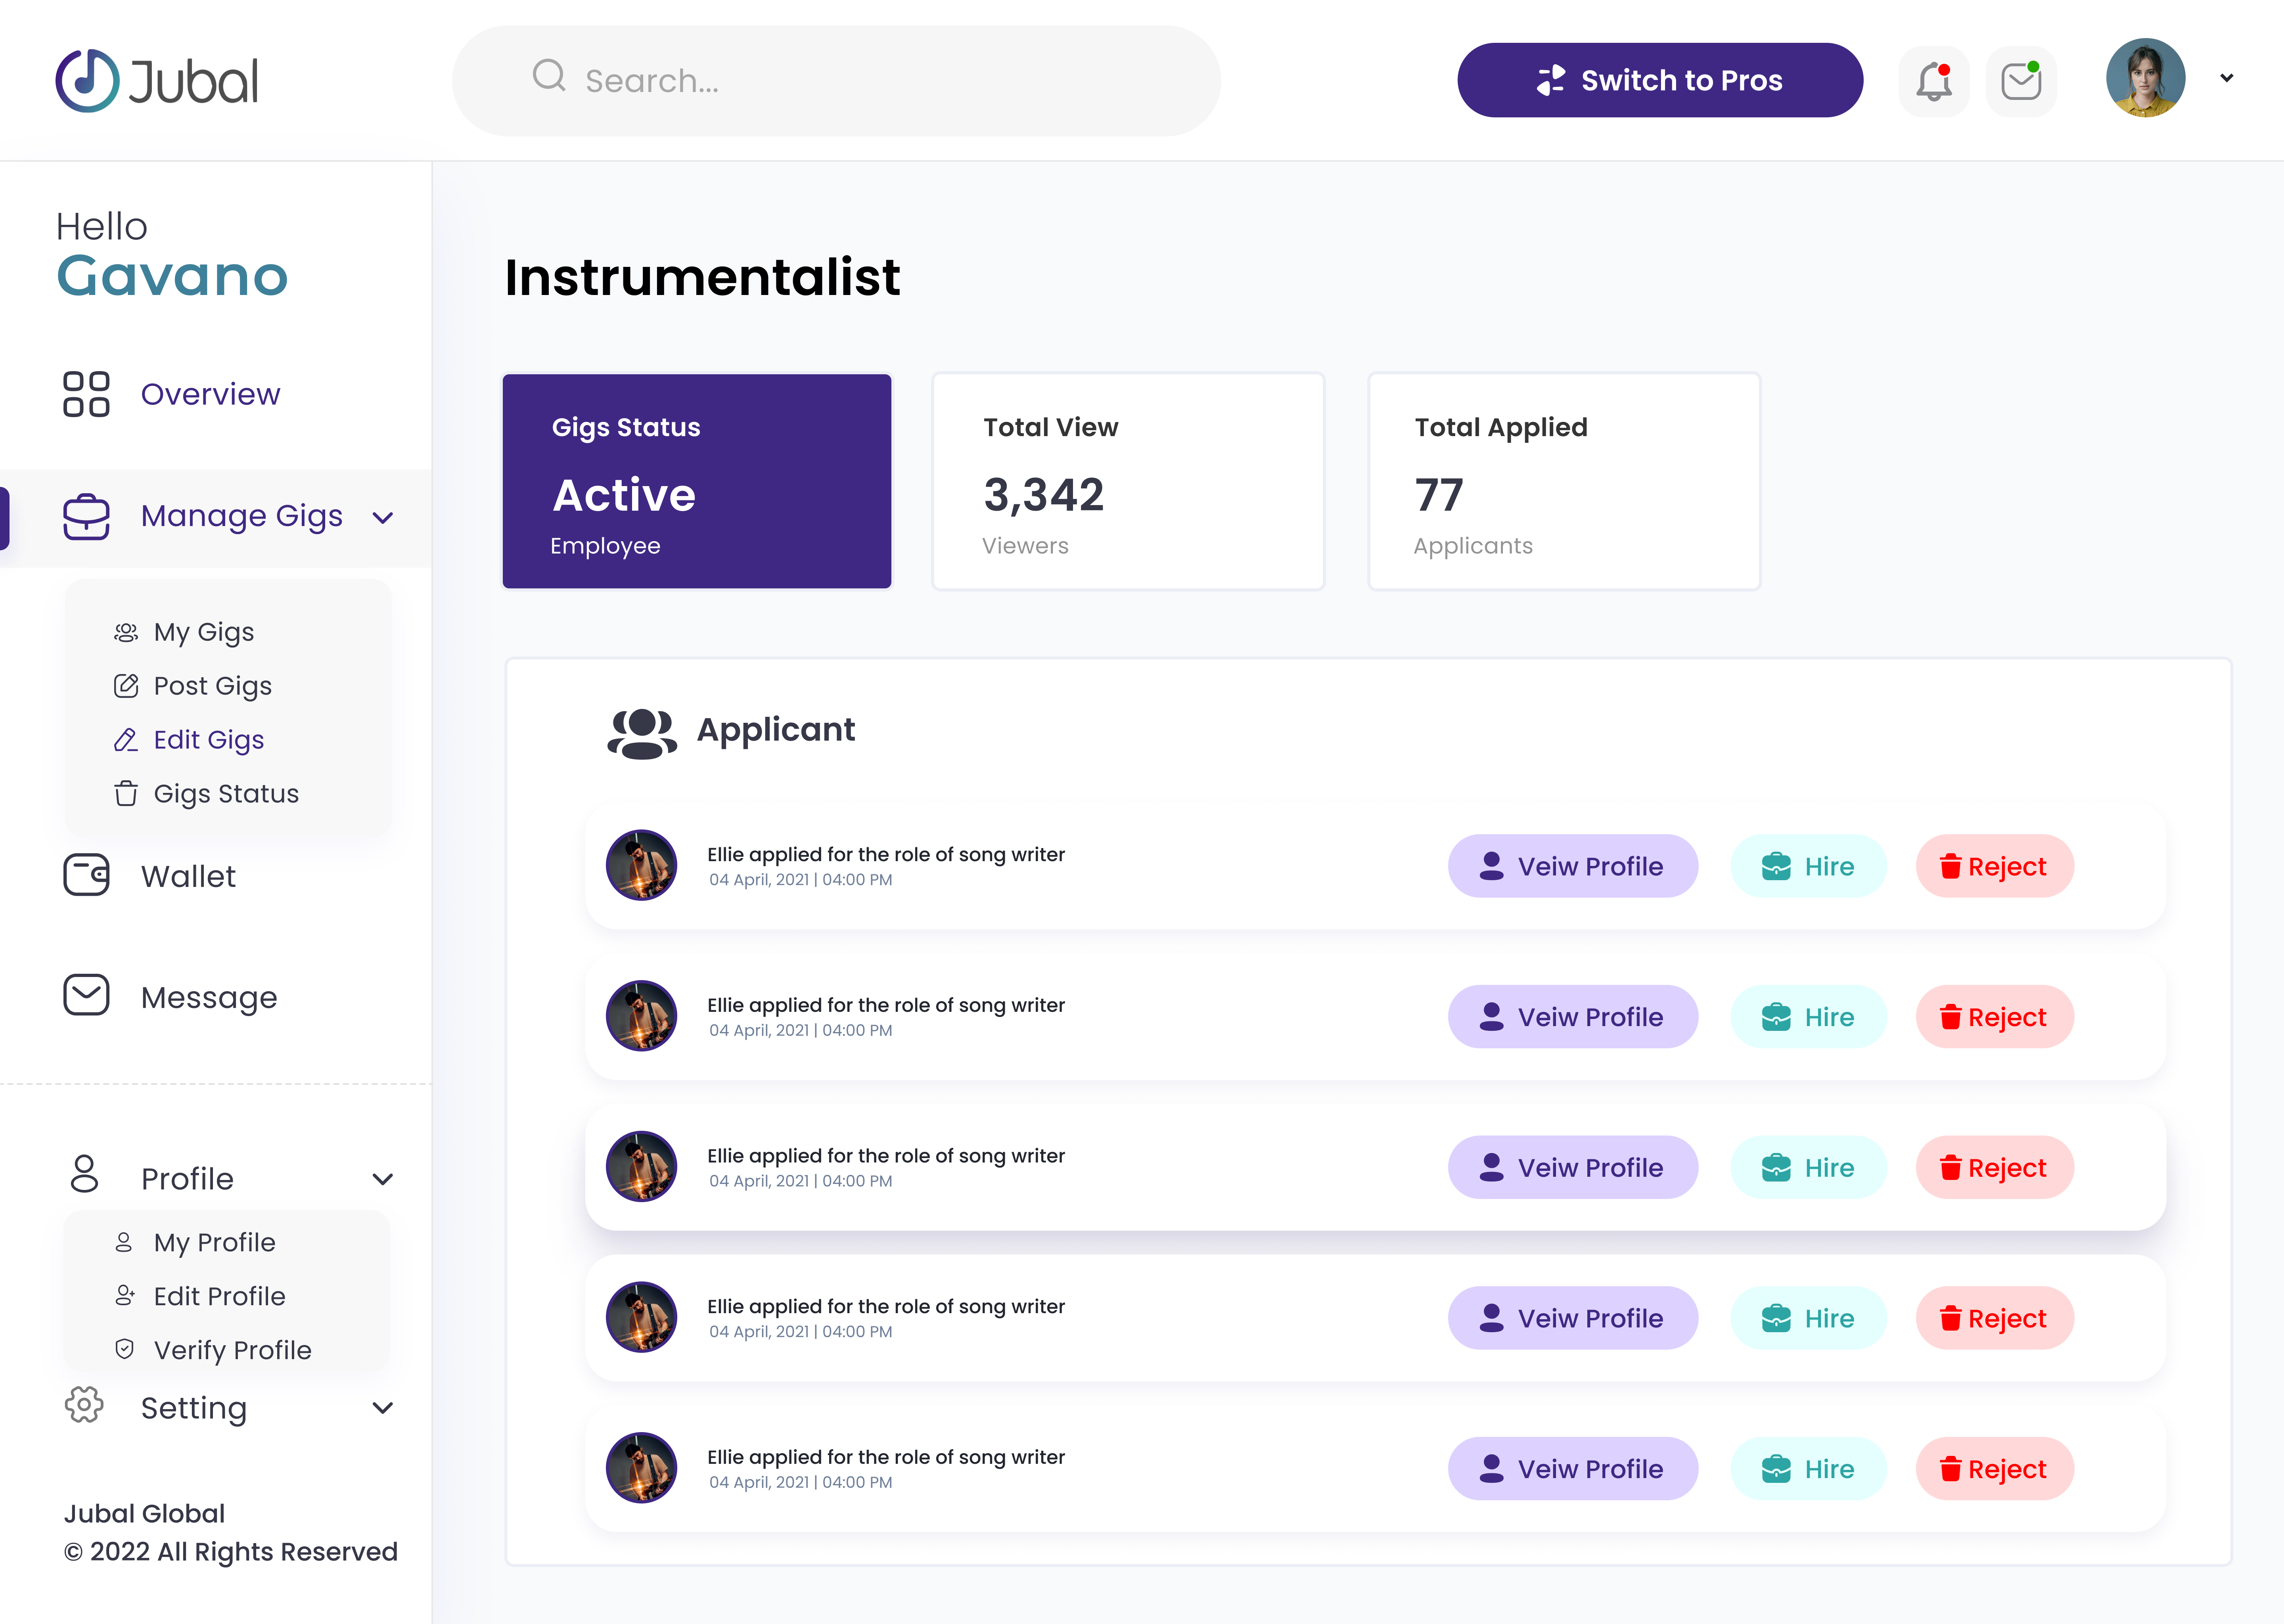 Jubal
Search...
Switch to Pros
Hello
Gavano
Overview
Manage Gigs
My Gigs
Post Gigs
Edit Gigs
Gigs Status
Wallet
Message
Profile
My Profile
Edit Profile
Verify Profile
Setting
Jubal Global
© 2022 All Rights Reserved
Instrumentalist
Gigs Status
Active
Employee
Total View
3,342
Viewers
Total Applied
77
Applicants
Applicant
Ellie applied for the role of song writer
04 April, 2021 | 04:00 PM
Veiw Profile
Hire
Reject
Ellie applied for the role of song writer
04 April, 2021 | 04:00 PM
Veiw Profile
Hire
Reject
Ellie applied for the role of song writer
04 April, 2021 | 04:00 PM
Veiw Profile
Hire
Reject
Ellie applied for the role of song writer
04 April, 2021 | 04:00 PM
Veiw Profile
Hire
Reject
Ellie applied for the role of song writer
04 April, 2021 | 04:00 PM
Veiw Profile
Hire
Reject